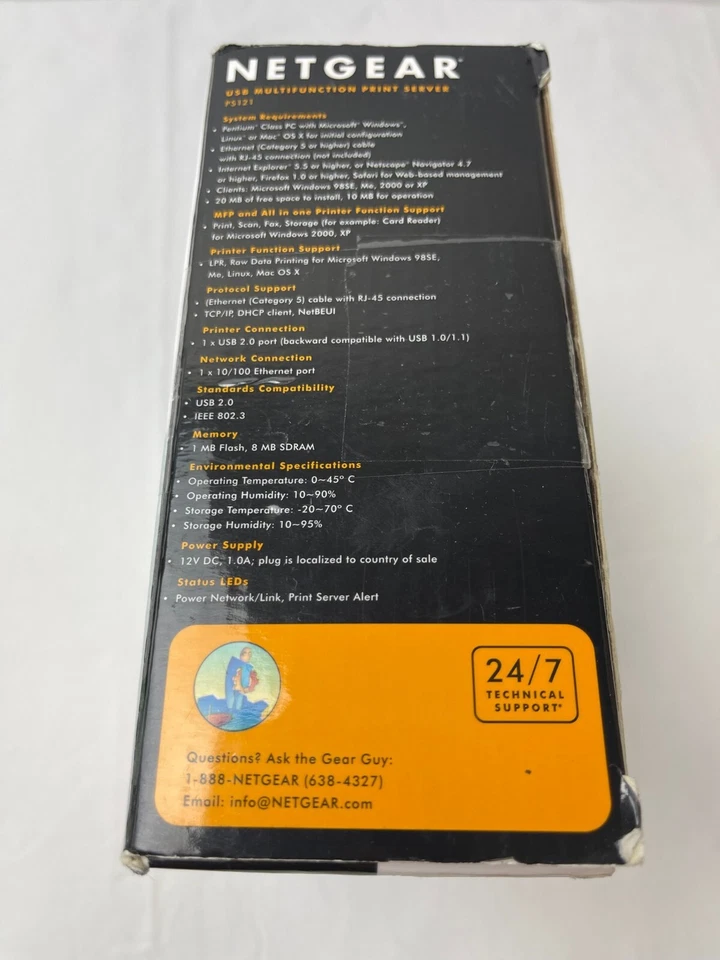 NETGEAR®
USB MULTIFUNCTION PRINT SERVER
PS121
System Requirements
• Pentium® Class PC with Microsoft® Windows®,
Linux® or Mac® OS X for initial configuration
• Ethernet (Category 5 or higher) cable
with RJ-45 connection (not included)
• Internet Explorer® 5.5 or higher, or Netscape® Navigator 4.7
or higher, Firefox 1.0 or higher, Safari for Web-based management
• Clients: Microsoft Windows 98SE, Me, 2000 or XP
• 20 MB of free space to install, 10 MB for operation
MFP and All in one Printer Function Support
• Print, Scan, Fax, Storage (for example: Card Reader)
for Microsoft Windows 2000, XP
Printer Function Support
• LPR, Raw Data Printing for Microsoft Windows 98SE,
Me, Linux, Mac OS X
Protocol Support
• (Ethernet (Category 5) cable with RJ-45 connection
• TCP/IP, DHCP client, NetBEUI
Printer Connection
• 1 x USB 2.0 port (backward compatible with USB 1.0/1.1)
Network Connection
• 1 x 10/100 Ethernet port
Standards Compatibility
• USB 2.0
• IEEE 802.3
Memory
• 1 MB Flash, 8 MB SDRAM
Environmental Specifications
• Operating Temperature: 0~45° C
• Operating Humidity: 10~90%
• Storage Temperature: -20~70° C
• Storage Humidity: 10~95%
Power Supply
• 12V DC, 1.0A; plug is localized to country of sale
Status LEDs
• Power Network/Link, Print Server Alert
24/7
TECHNICAL
SUPPORT*
Questions? Ask the Gear Guy:
1-888-NETGEAR (638-4327)
Email: info@NETGEAR.com